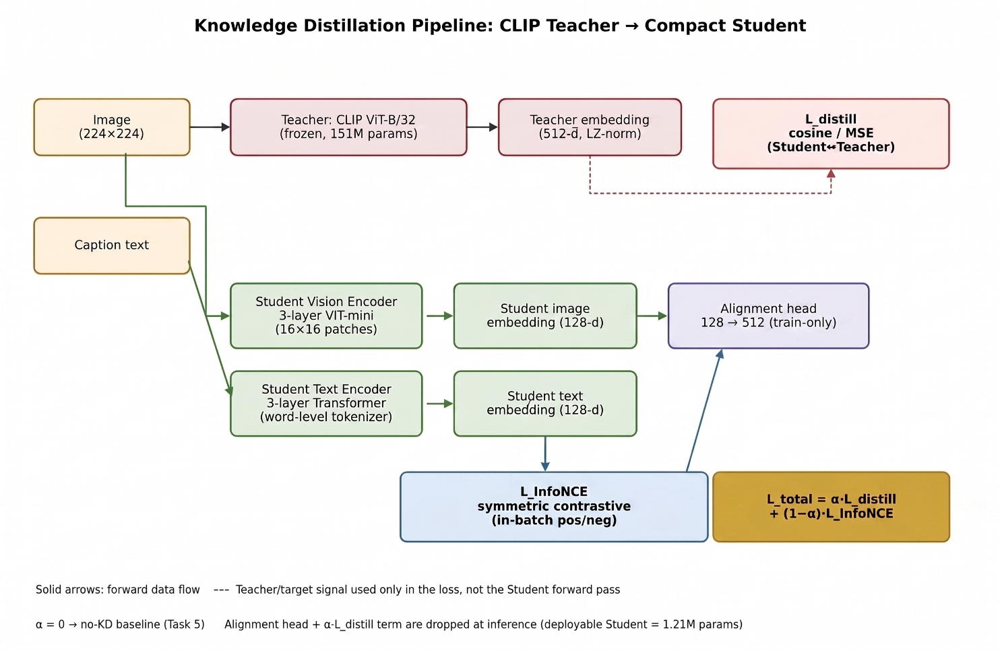 Knowledge Distillation Pipeline: CLIP Teacher → Compact Student
Image
(224×224)
Teacher: CLIP ViT-B/32
(frozen, 151M params)
Teacher embedding
(512-d̄, LZ-norm)
L_distill
cosine / MSE
(Student↔Teacher)
Caption text
Student Vision Encoder
3-layer VIT-mini
(16×16 patches)
Student image
embedding (128-d)
Alignment head
128 → 512 (train-only)
Student Text Encoder
3-layer Transformer
(word-level tokenizer)
Student text
embedding (128-d)
L_InfoNCE
symmetric contrastive
(in-batch pos/neg)
L_total = α·L_distill
+ (1−α)·L_InfoNCE
Solid arrows: forward data flow --- Teacher/target signal used only in the loss, not the Student forward pass
α = 0 → no-KD baseline (Task 5) Alignment head + α·L_distill term are dropped at inference (deployable Student = 1.21M params)